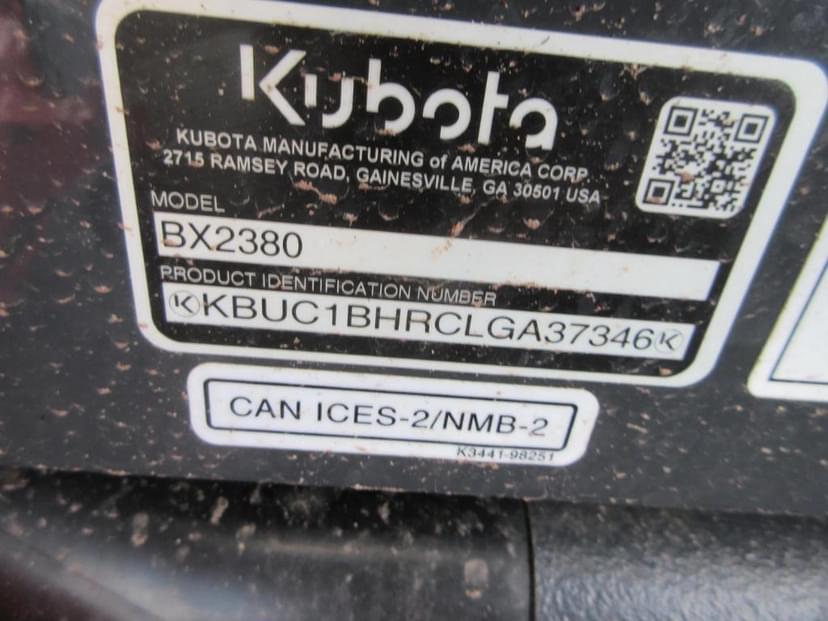 Kubota
KUBOTA MANUFACTURING of AMERICA CORP.
2715 RAMSEY ROAD, GAINESVILLE, GA 30501 USA
MODEL
BX2380
PRODUCT IDENTIFICATION NUMBER
KBUC1BHRCLGA37346
CAN ICES-2/NMB-2
K3441-98251